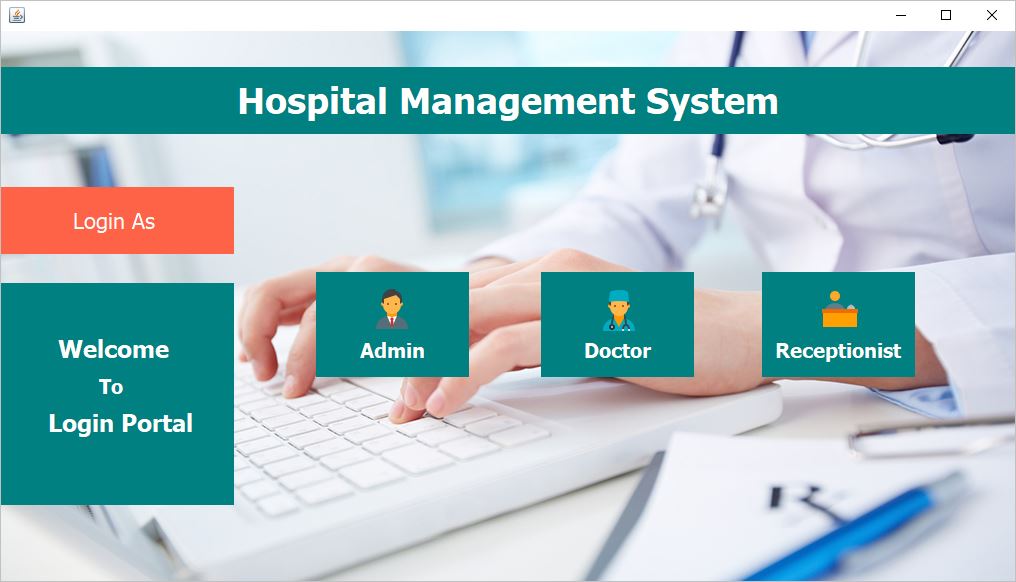 Hospital Management System
Login As
Welcome
To
Login Portal
Admin
Doctor
Receptionist